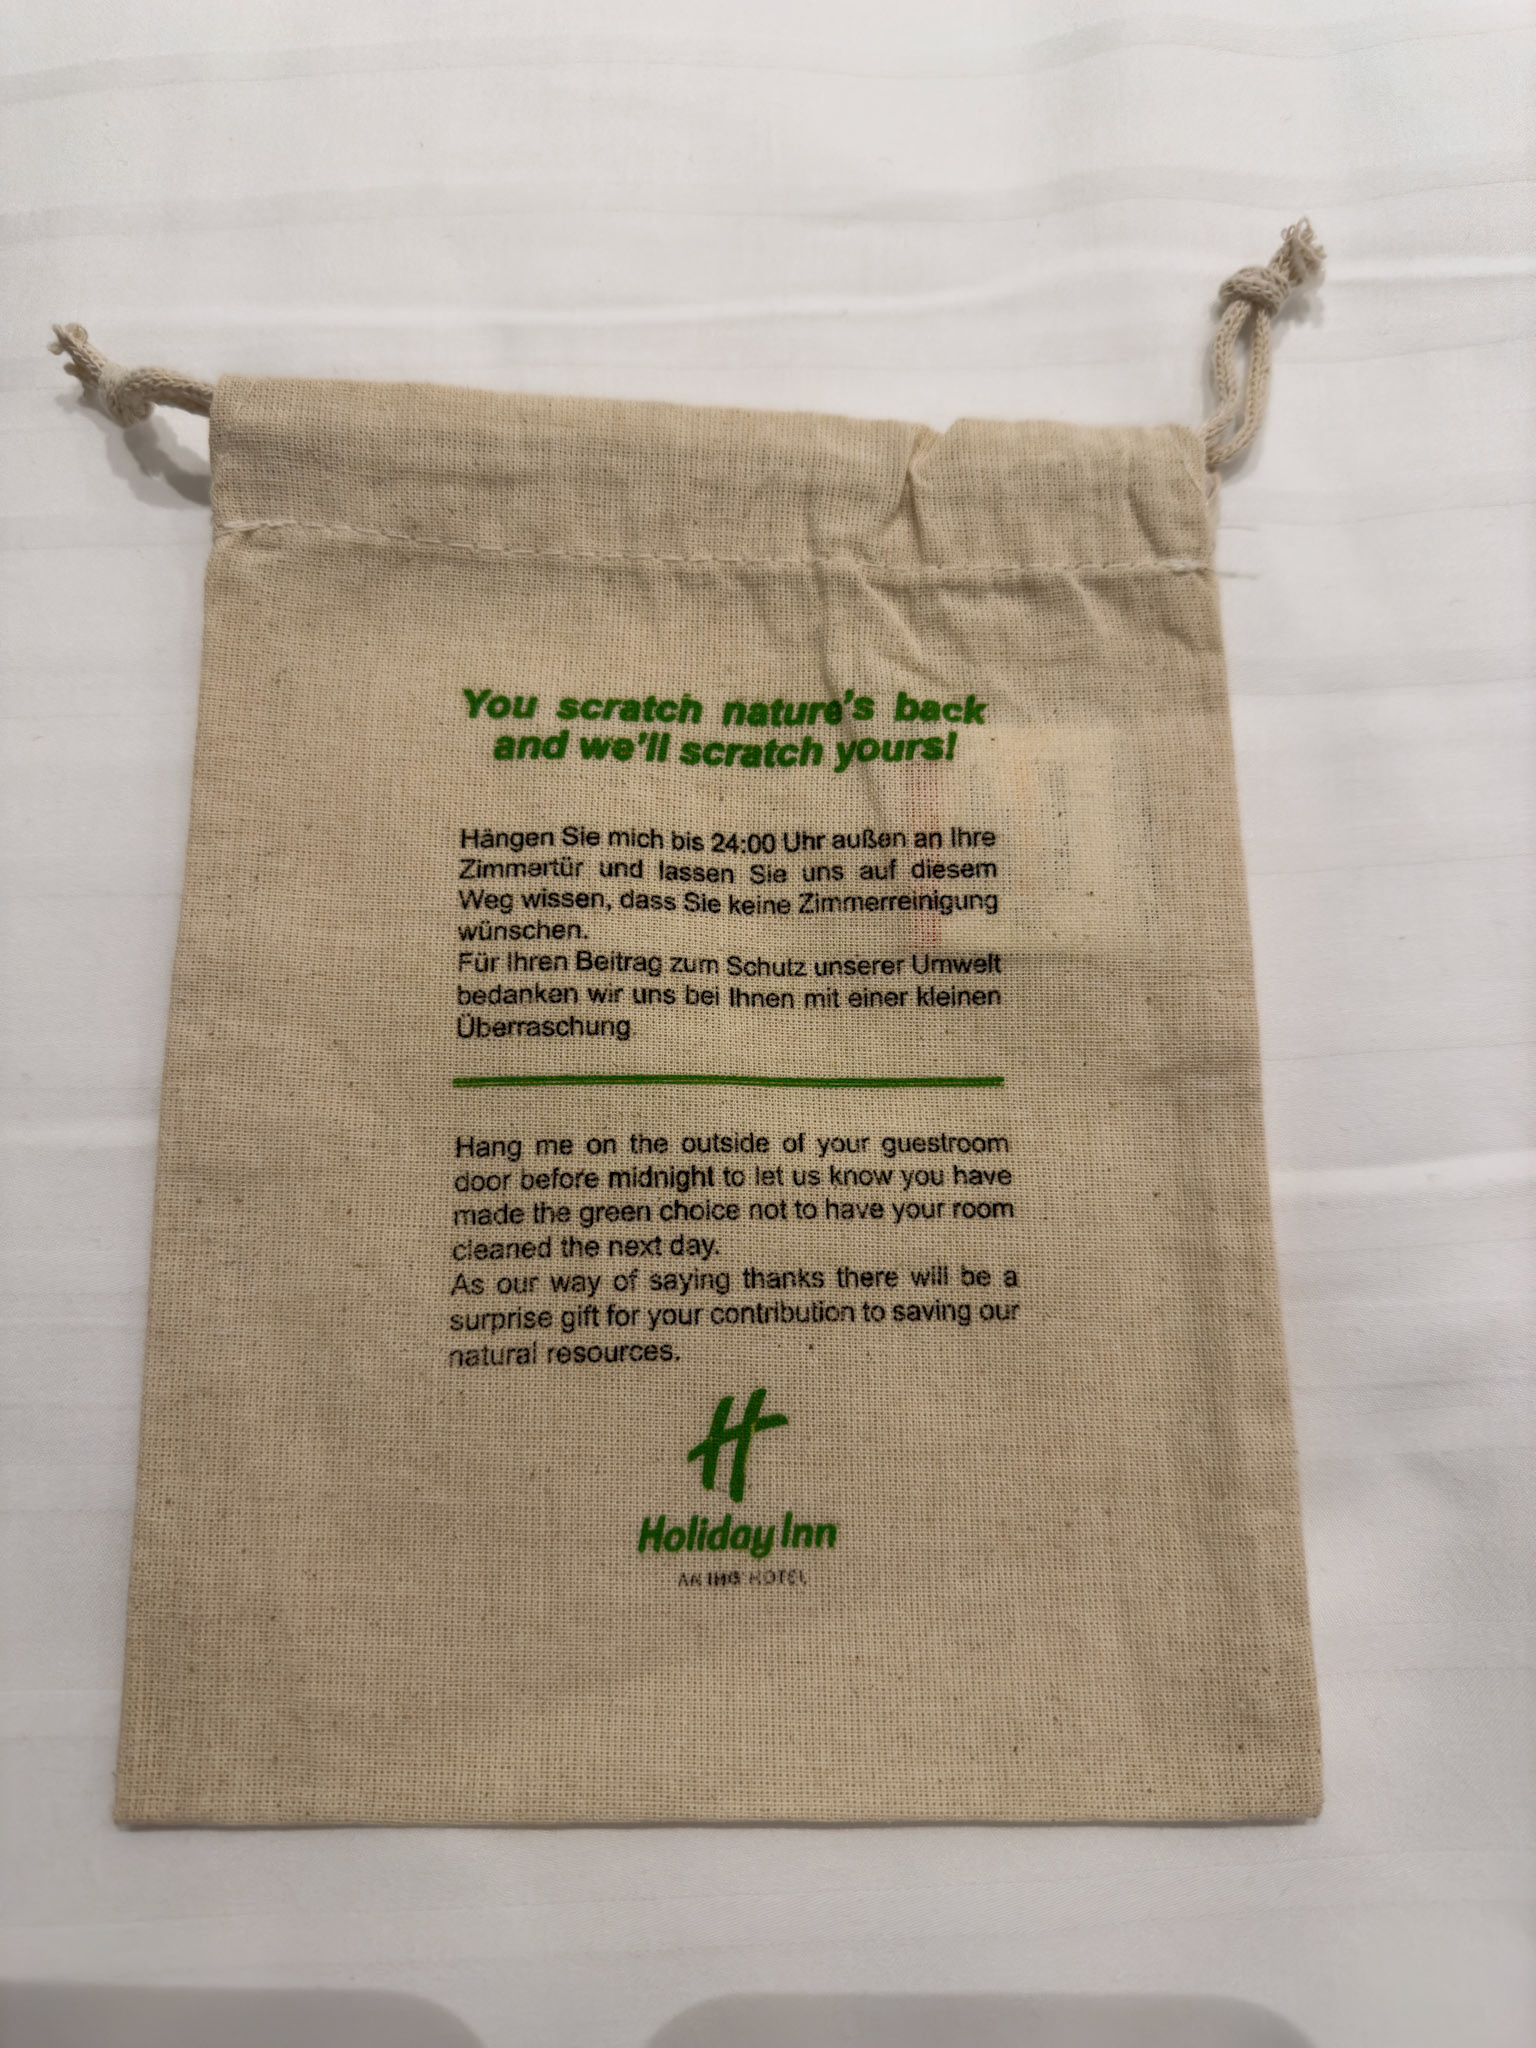 You scratch nature's back
and we'll scratch yours!
Hängen Sie mich bis 24:00 Uhr außen an Ihre
Zimmertür und lassen Sie uns auf diesem
Weg wissen, dass Sie keine Zimmerreinigung
wünschen.
Für Ihren Beitrag zum Schutz unserer Umwelt
bedanken wir uns bei Ihnen mit einer kleinen
Überraschung
Hang me on the outside of your guestroom
door before midnight to let us know you have
made the green choice not to have your room
cleaned the next day.
As our way of saying thanks there will be a
surprise gift for your contribution to saving our
natural resources.
H
Holiday Inn
AN IHG HOTEL